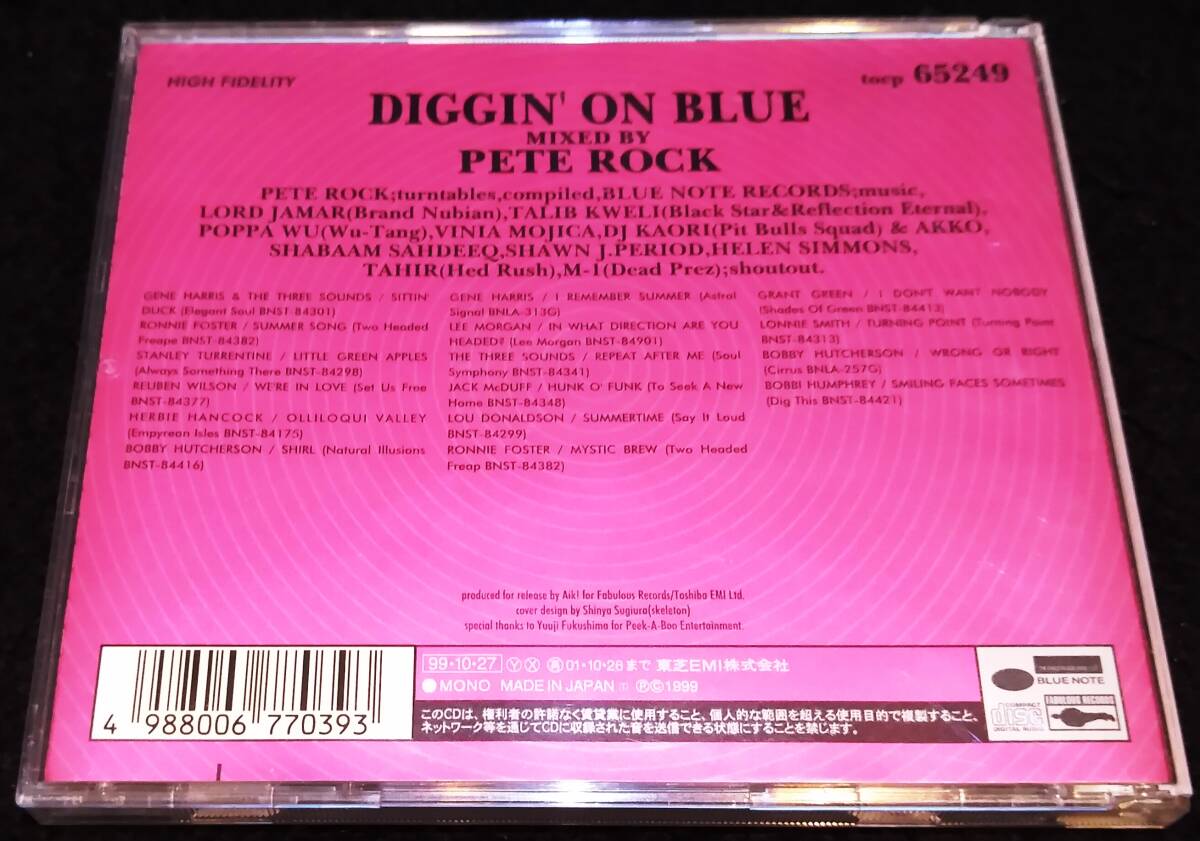 HIGH FIDELITY
tocp 65249
DIGGIN' ON BLUE
MIXED BY
PETE ROCK
PETE ROCK;turntables,compiled,BLUE NOTE RECORDS;music,
LORD JAMAR(Brand Nubian),TALIB KWELI(Black Star&Reflection Eternal),
POPPA WU(Wu-Tang),VINIA MOJICA,DJ KAORI(Pit Bulls Squad) & AKKO,
SHABAAM SAHDEEQ,SHAWN J.PERIOD,HELEN SIMMONS,
TAHIR(Hed Rush),M-1(Dead Prez);shoutout.
GENE HARRIS & THE THREE SOUNDS / SITTIN'
DUCK (Elegant Soul BNST-84301)
RONNIE FOSTER / SUMMER SONG (Two Headed
Freape BNST-84382)
STANLEY TURRENTINE / LITTLE GREEN APPLES
(Always Something There BNST-84298)
REUBEN WILSON / WE'RE IN LOVE (Set Us Free
BNST-84377)
HERBIE HANCOCK / OLLILOQUI VALLEY
(Empyrean Isles BNST-84175)
BOBBY HUTCHERSON / SHIRL (Natural Illusions
BNST-84416)
GENE HARRIS / I REMEMBER SUMMER (Astral
Signal BNLA-313G)
LEE MORGAN / IN WHAT DIRECTION ARE YOU
HEADED? (Lee Morgan BNST-84901)
THE THREE SOUNDS / REPEAT AFTER ME (Soul
Symphony BNST-84341)
JACK McDUFF / HUNK O' FUNK (To Seek A New
Home BNST-84348)
LOU DONALDSON / SUMMERTIME (Say It Loud
BNST-84299)
RONNIE FOSTER / MYSTIC BREW (Two Headed
Freap BNST-84382)
GRANT GREEN / I DON'T WANT NOBODY
(Shades Of Green BNST-84413)
LONNIE SMITH / TURNING POINT (Turning Point
BNST-84313)
BOBBY HUTCHERSON / WRONG OR RIGHT
(Cirrus BNLA-257G)
BOBBI HUMPHREY / SMILING FACES SOMETIMES
(Dig This BNST-84421)
produced for release by Aik! for Fabulous Records/Toshiba EMI Ltd.
cover design by Shinya Sugiura(skeleton)
special thanks to Yuuji Fukushima for Peek-A-Boo Entertainment.
4 988006 770393
99・10・27 Ⓨ Ⓧ 再 01・10・26まで 東芝EMI株式会社
MONO MADE IN JAPAN ⓟⓒ1999
このCDは、権利者の許諾なく賃貸業に使用すること、個人的な範囲を超える使用目的で複製すること、
ネットワーク等を通じてCDに収録された音を送信できる状態にすることを禁じます。
COMPACT
disc
DIGITAL AUDIO
BLUE NOTE
FABULOUS RECORDS